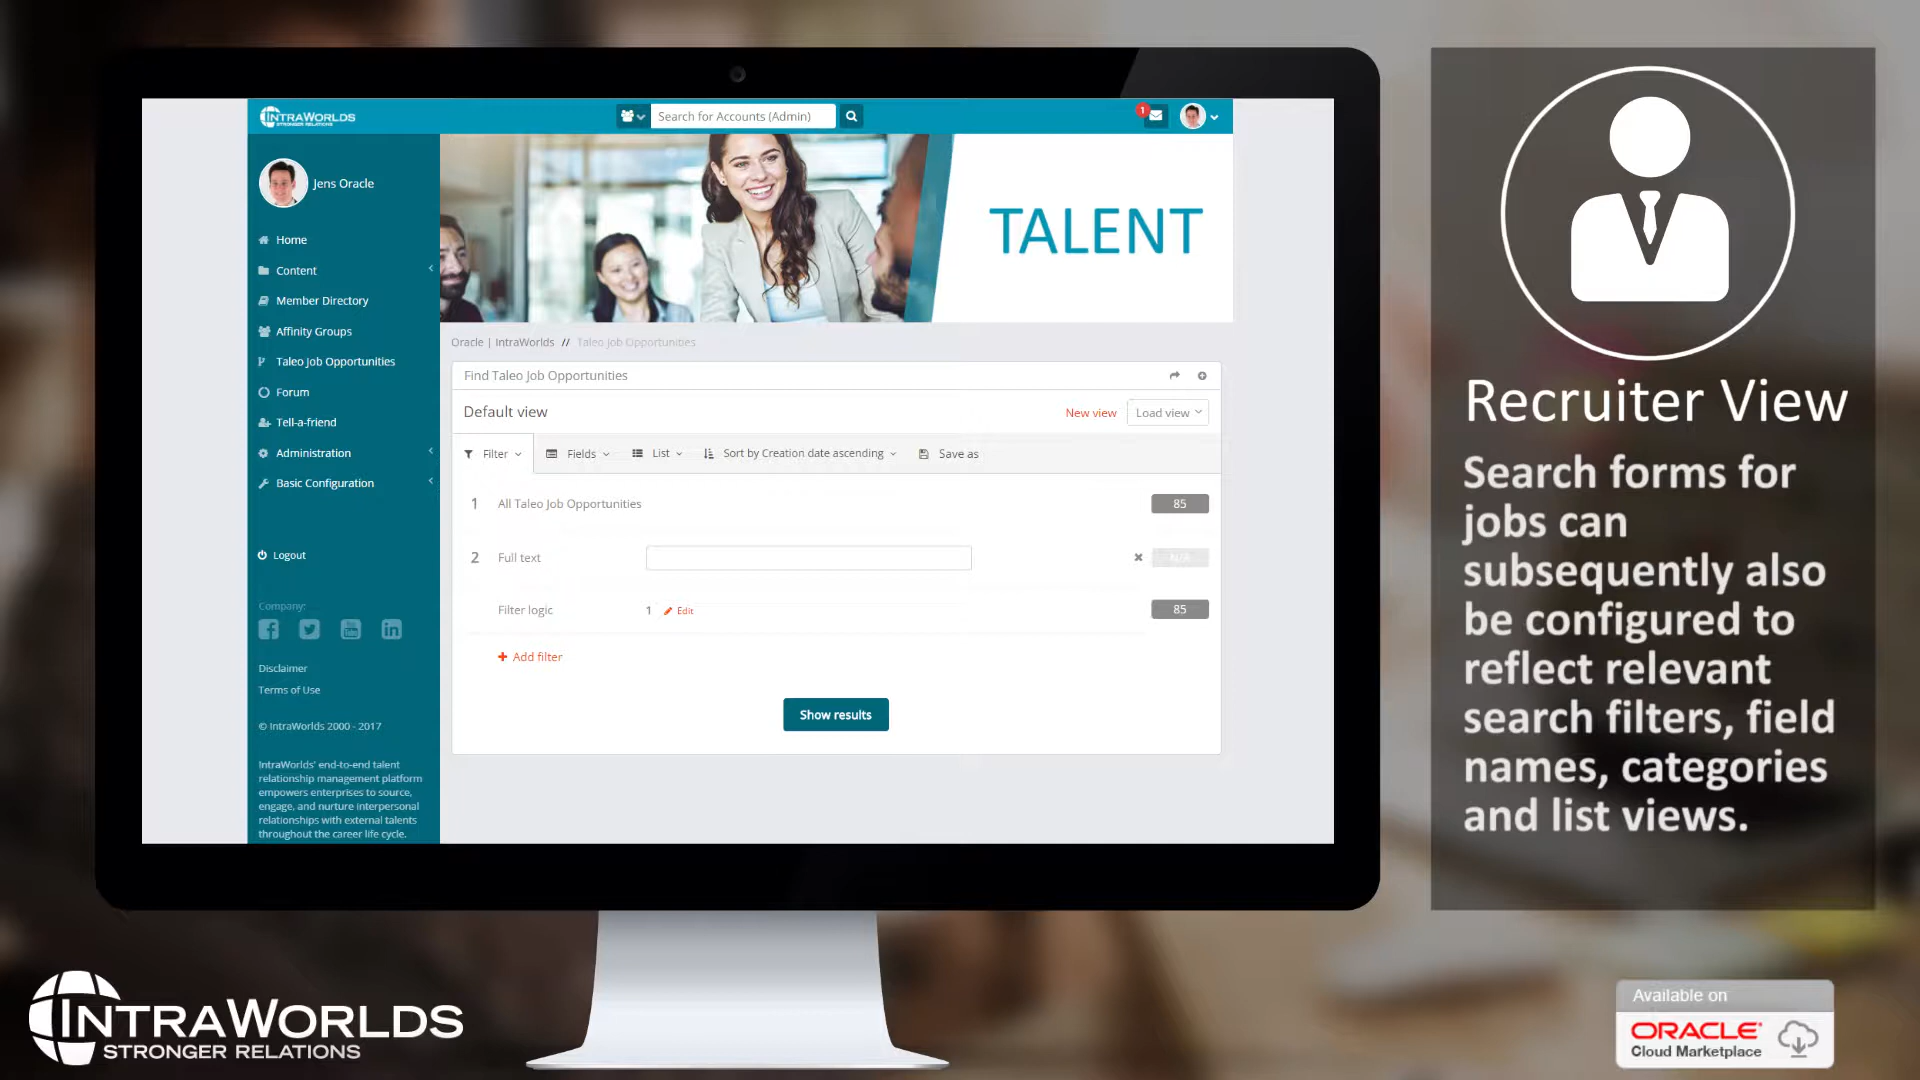 INTRAWORLDS
STRONGER RELATIONS
Search for Accounts (Admin)
1
Jens Oracle
Home
Content
Member Directory
Affinity Groups
Taleo Job Opportunities
Forum
Tell-a-friend
Administration
Basic Configuration
Logout
Company:
Disclaimer
Terms of Use
© IntraWorlds 2000 - 2017
IntraWorlds' end-to-end talent
relationship management platform
empowers enterprises to source,
engage, and nurture interpersonal
relationships with external talents
throughout the career life cycle.
TALENT
Oracle | IntraWorlds // Taleo Job Opportunities
Find Taleo Job Opportunities
Default view New view Load view
Filter Fields List Sort by Creation date ascending Save as
1 All Taleo Job Opportunities 85
2 Full text N/A
Filter logic 1 Edit 85
Add filter
Show results
Recruiter View
Search forms for
jobs can
subsequently also
be configured to
reflect relevant
search filters, field
names, categories
and list views.
INTRAWORLDS
STRONGER RELATIONS
Available on
ORACLE
Cloud Marketplace